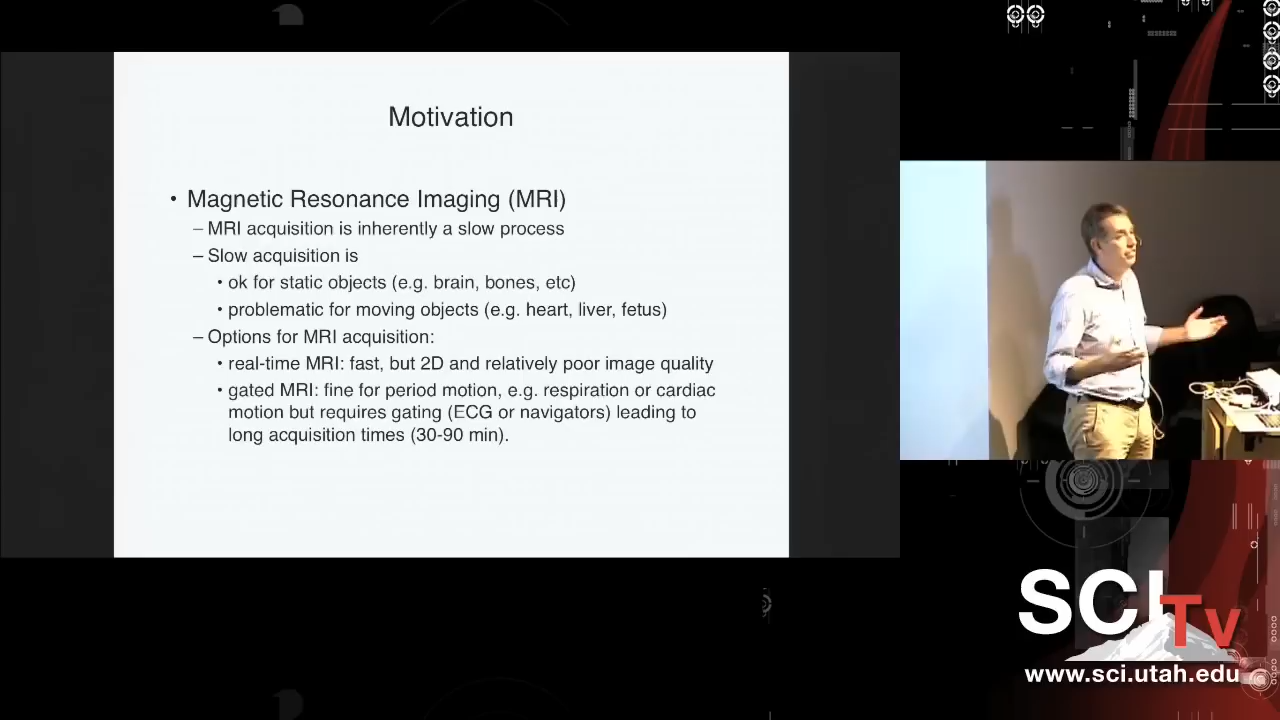 Motivation
• Magnetic Resonance Imaging (MRI)
– MRI acquisition is inherently a slow process
– Slow acquisition is
• ok for static objects (e.g. brain, bones, etc)
• problematic for moving objects (e.g. heart, liver, fetus)
– Options for MRI acquisition:
• real-time MRI: fast, but 2D and relatively poor image quality
• gated MRI: fine for period motion, e.g. respiration or cardiac
motion but requires gating (ECG or navigators) leading to
long acquisition times (30-90 min).
SCI
Tv
www.sci.utah.edu